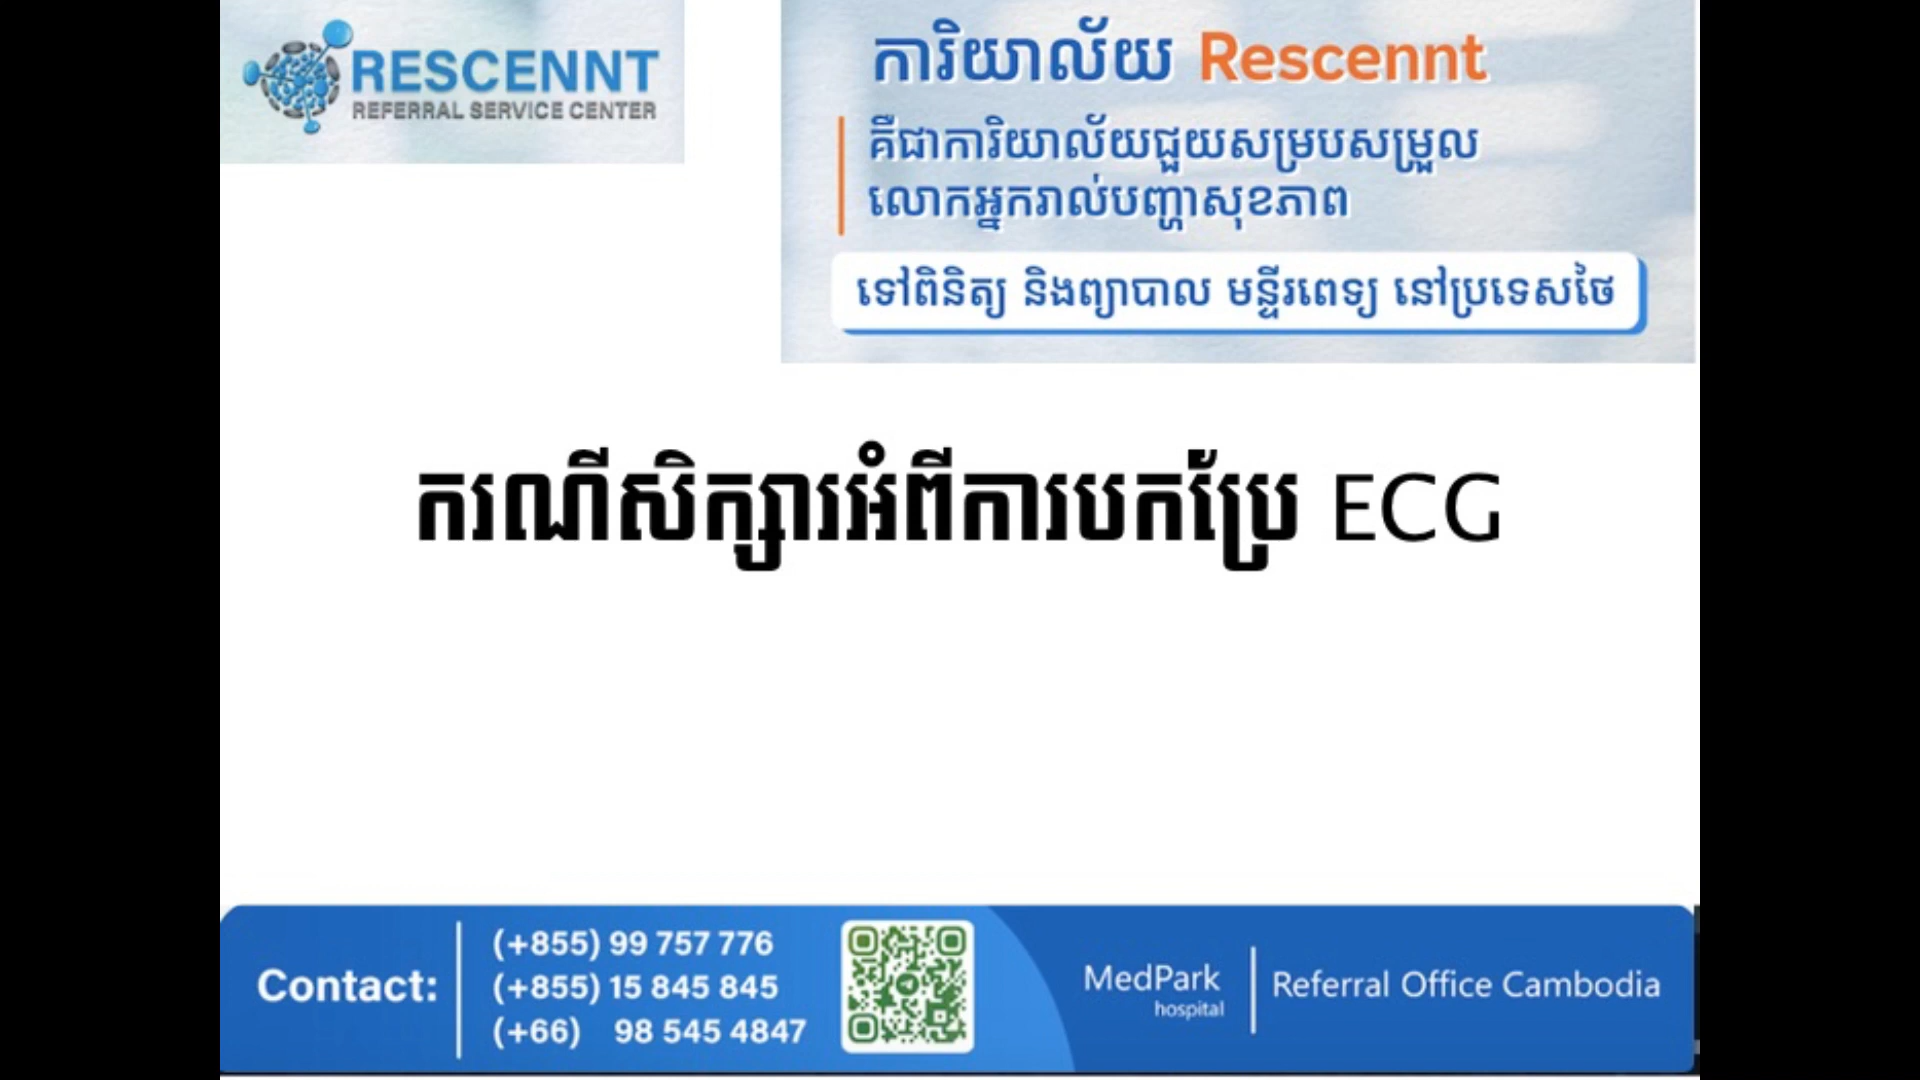 RESCENNT
REFERRAL SERVICE CENTER
ការិយាល័យ Rescennt
គឺជាការិយាល័យជួយសម្របសម្រួល
លោកអ្នករាល់បញ្ហាសុខភាព
ទៅពិនិត្យ និងព្យាបាល មន្ទីរពេទ្យ នៅប្រទេសថៃ
ករណីសិក្សារអំពីការបកប្រែ ECG
Contact:
(+855) 99 757 776
(+855) 15 845 845
(+66) 98 545 4847
MedPark
hospital
Referral Office Cambodia